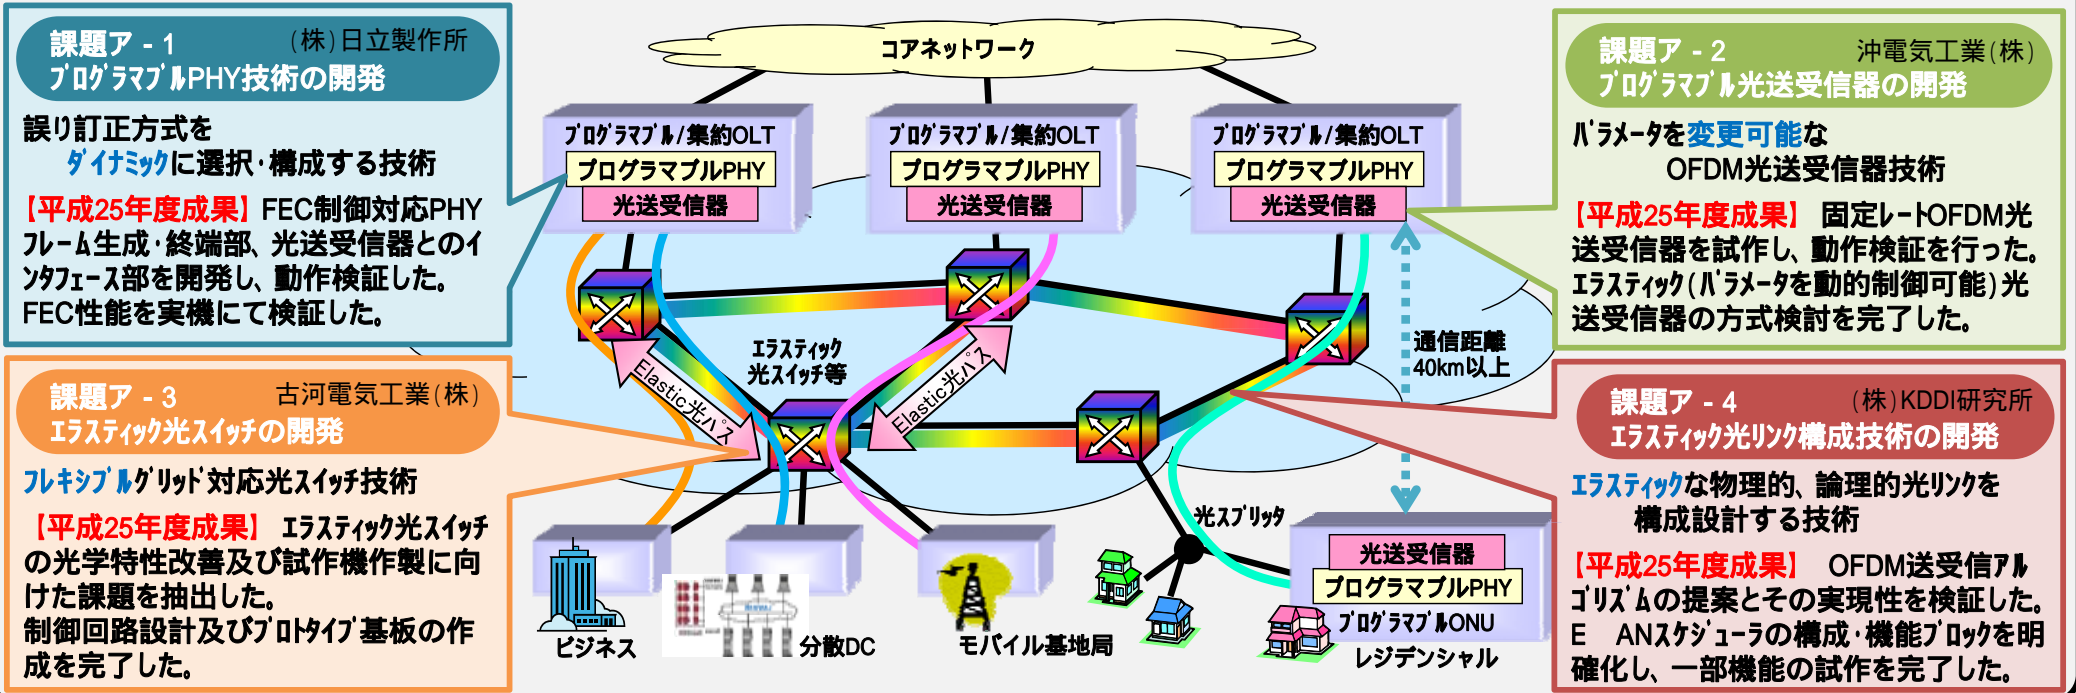 課題ア - 1 (株)日立製作所
プログラマブルPHY技術の開発
誤り訂正方式を
ダイナミックに選択・構成する技術
【平成25年度成果】 FEC制御対応PHY
フレーム生成・終端部、光送受信器とのイ
ンタフェース部を開発し、動作検証した。
FEC性能を実機にて検証した。
課題ア - 3 古河電気工業(株)
エラスティック光スイッチの開発
フレキシブルグリッド対応光スイッチ技術
【平成25年度成果】 エラスティック光スイッチ
の光学特性改善及び試作機作製に向
けた課題を抽出した。
制御回路設計及びプロトタイプ基板の作
成を完了した。
コアネットワーク
プログラマブル/集約OLT
プログラマブルPHY
光送受信器
プログラマブル/集約OLT
プログラマブルPHY
光送受信器
プログラマブル/集約OLT
プログラマブルPHY
光送受信器
エラスティック
光スイッチ等
Elastic光パス
Elastic光パス
通信距離
40km以上
光スプリッタ
光送受信器
プログラマブルPHY
プログラマブルONU
ビジネス
分散DC
モバイル基地局
レジデンシャル
課題ア - 2 沖電気工業(株)
プログラマブル光送受信器の開発
パラメータを変更可能な
OFDM光送受信器技術
【平成25年度成果】 固定レートOFDM光
送受信器を試作し、動作検証を行った。
エラスティック(パラメータを動的制御可能)光
送受信器の方式検討を完了した。
課題ア - 4 (株)KDDI研究所
エラスティック光リンク構成技術の開発
エラスティックな物理的、論理的光リンクを
構成設計する技術
【平成25年度成果】 OFDM送受信アル
ゴリズムの提案とその実現性を検証した。
E ANスケジューラの構成・機能ブロックを明
確化し、一部機能の試作を完了した。